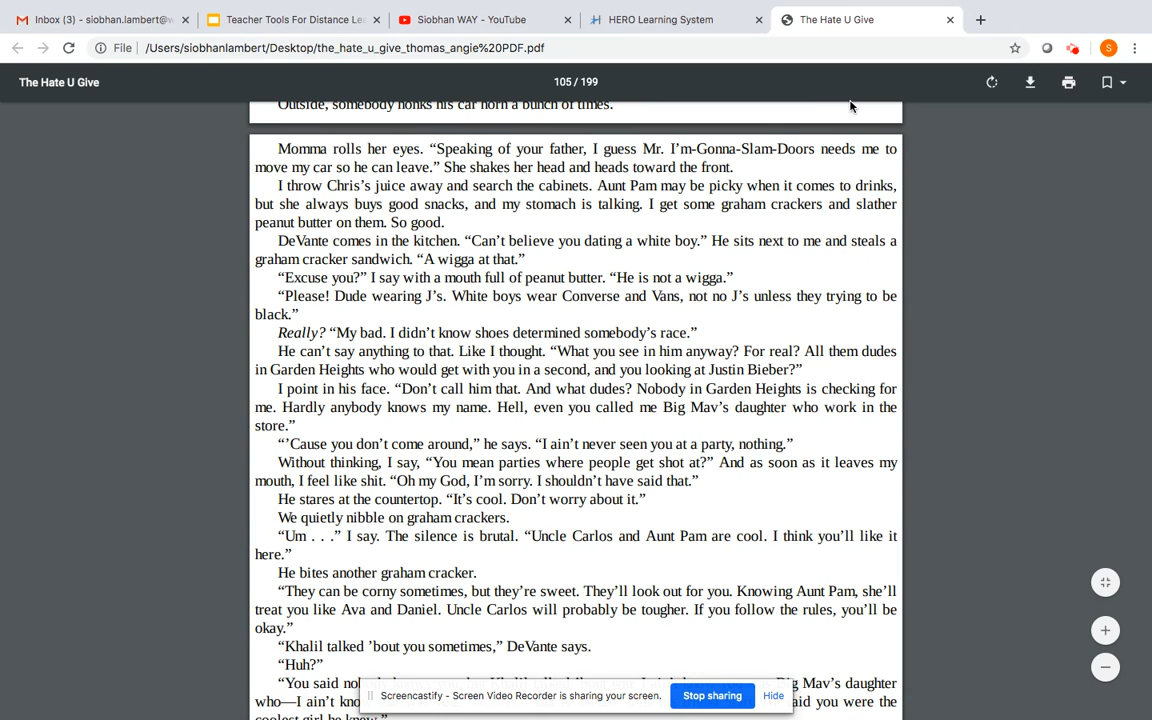 Inbox (3) - siobhan.lambert@w
Teacher Tools For Distance Le
Siobhan WAY - YouTube
HERO Learning System
The Hate U Give
File
/Users/siobhanlambert/Desktop/the_hate_u_give_thomas_angie%20PDF.pdf
S
The Hate U Give
105 / 199
Outside, somebody honks his car horn a bunch of times.
Momma rolls her eyes. “Speaking of your father, I guess Mr. I’m-Gonna-Slam-Doors needs me to
move my car so he can leave.” She shakes her head and heads toward the front.
I throw Chris’s juice away and search the cabinets. Aunt Pam may be picky when it comes to drinks,
but she always buys good snacks, and my stomach is talking. I get some graham crackers and slather
peanut butter on them. So good.
DeVante comes in the kitchen. “Can’t believe you dating a white boy.” He sits next to me and steals a
graham cracker sandwich. “A wigga at that.”
“Excuse you?” I say with a mouth full of peanut butter. “He is not a wigga.”
“Please! Dude wearing J’s. White boys wear Converse and Vans, not no J’s unless they trying to be
black.”
Really? “My bad. I didn’t know shoes determined somebody’s race.”
He can’t say anything to that. Like I thought. “What you see in him anyway? For real? All them dudes
in Garden Heights who would get with you in a second, and you looking at Justin Bieber?”
I point in his face. “Don’t call him that. And what dudes? Nobody in Garden Heights is checking for
me. Hardly anybody knows my name. Hell, even you called me Big Mav’s daughter who work in the
store.”
“’Cause you don’t come around,” he says. “I ain’t never seen you at a party, nothing.”
Without thinking, I say, “You mean parties where people get shot at?” And as soon as it leaves my
mouth, I feel like shit. “Oh my God, I’m sorry. I shouldn’t have said that.”
He stares at the countertop. “It’s cool. Don’t worry about it.”
We quietly nibble on graham crackers.
“Um . . .” I say. The silence is brutal. “Uncle Carlos and Aunt Pam are cool. I think you’ll like it
here.”
He bites another graham cracker.
“They can be corny sometimes, but they’re sweet. They’ll look out for you. Knowing Aunt Pam, she’ll
treat you like Ava and Daniel. Uncle Carlos will probably be tougher. If you follow the rules, you’ll be
okay.”
“Khalil talked ’bout you sometimes,” DeVante says.
“Huh?”
“You said Mav’s daughter
who—I ain’t said you were the
coolest girl he knew.”
Screencastify - Screen Video Recorder is sharing your screen.
Stop sharing
Hide